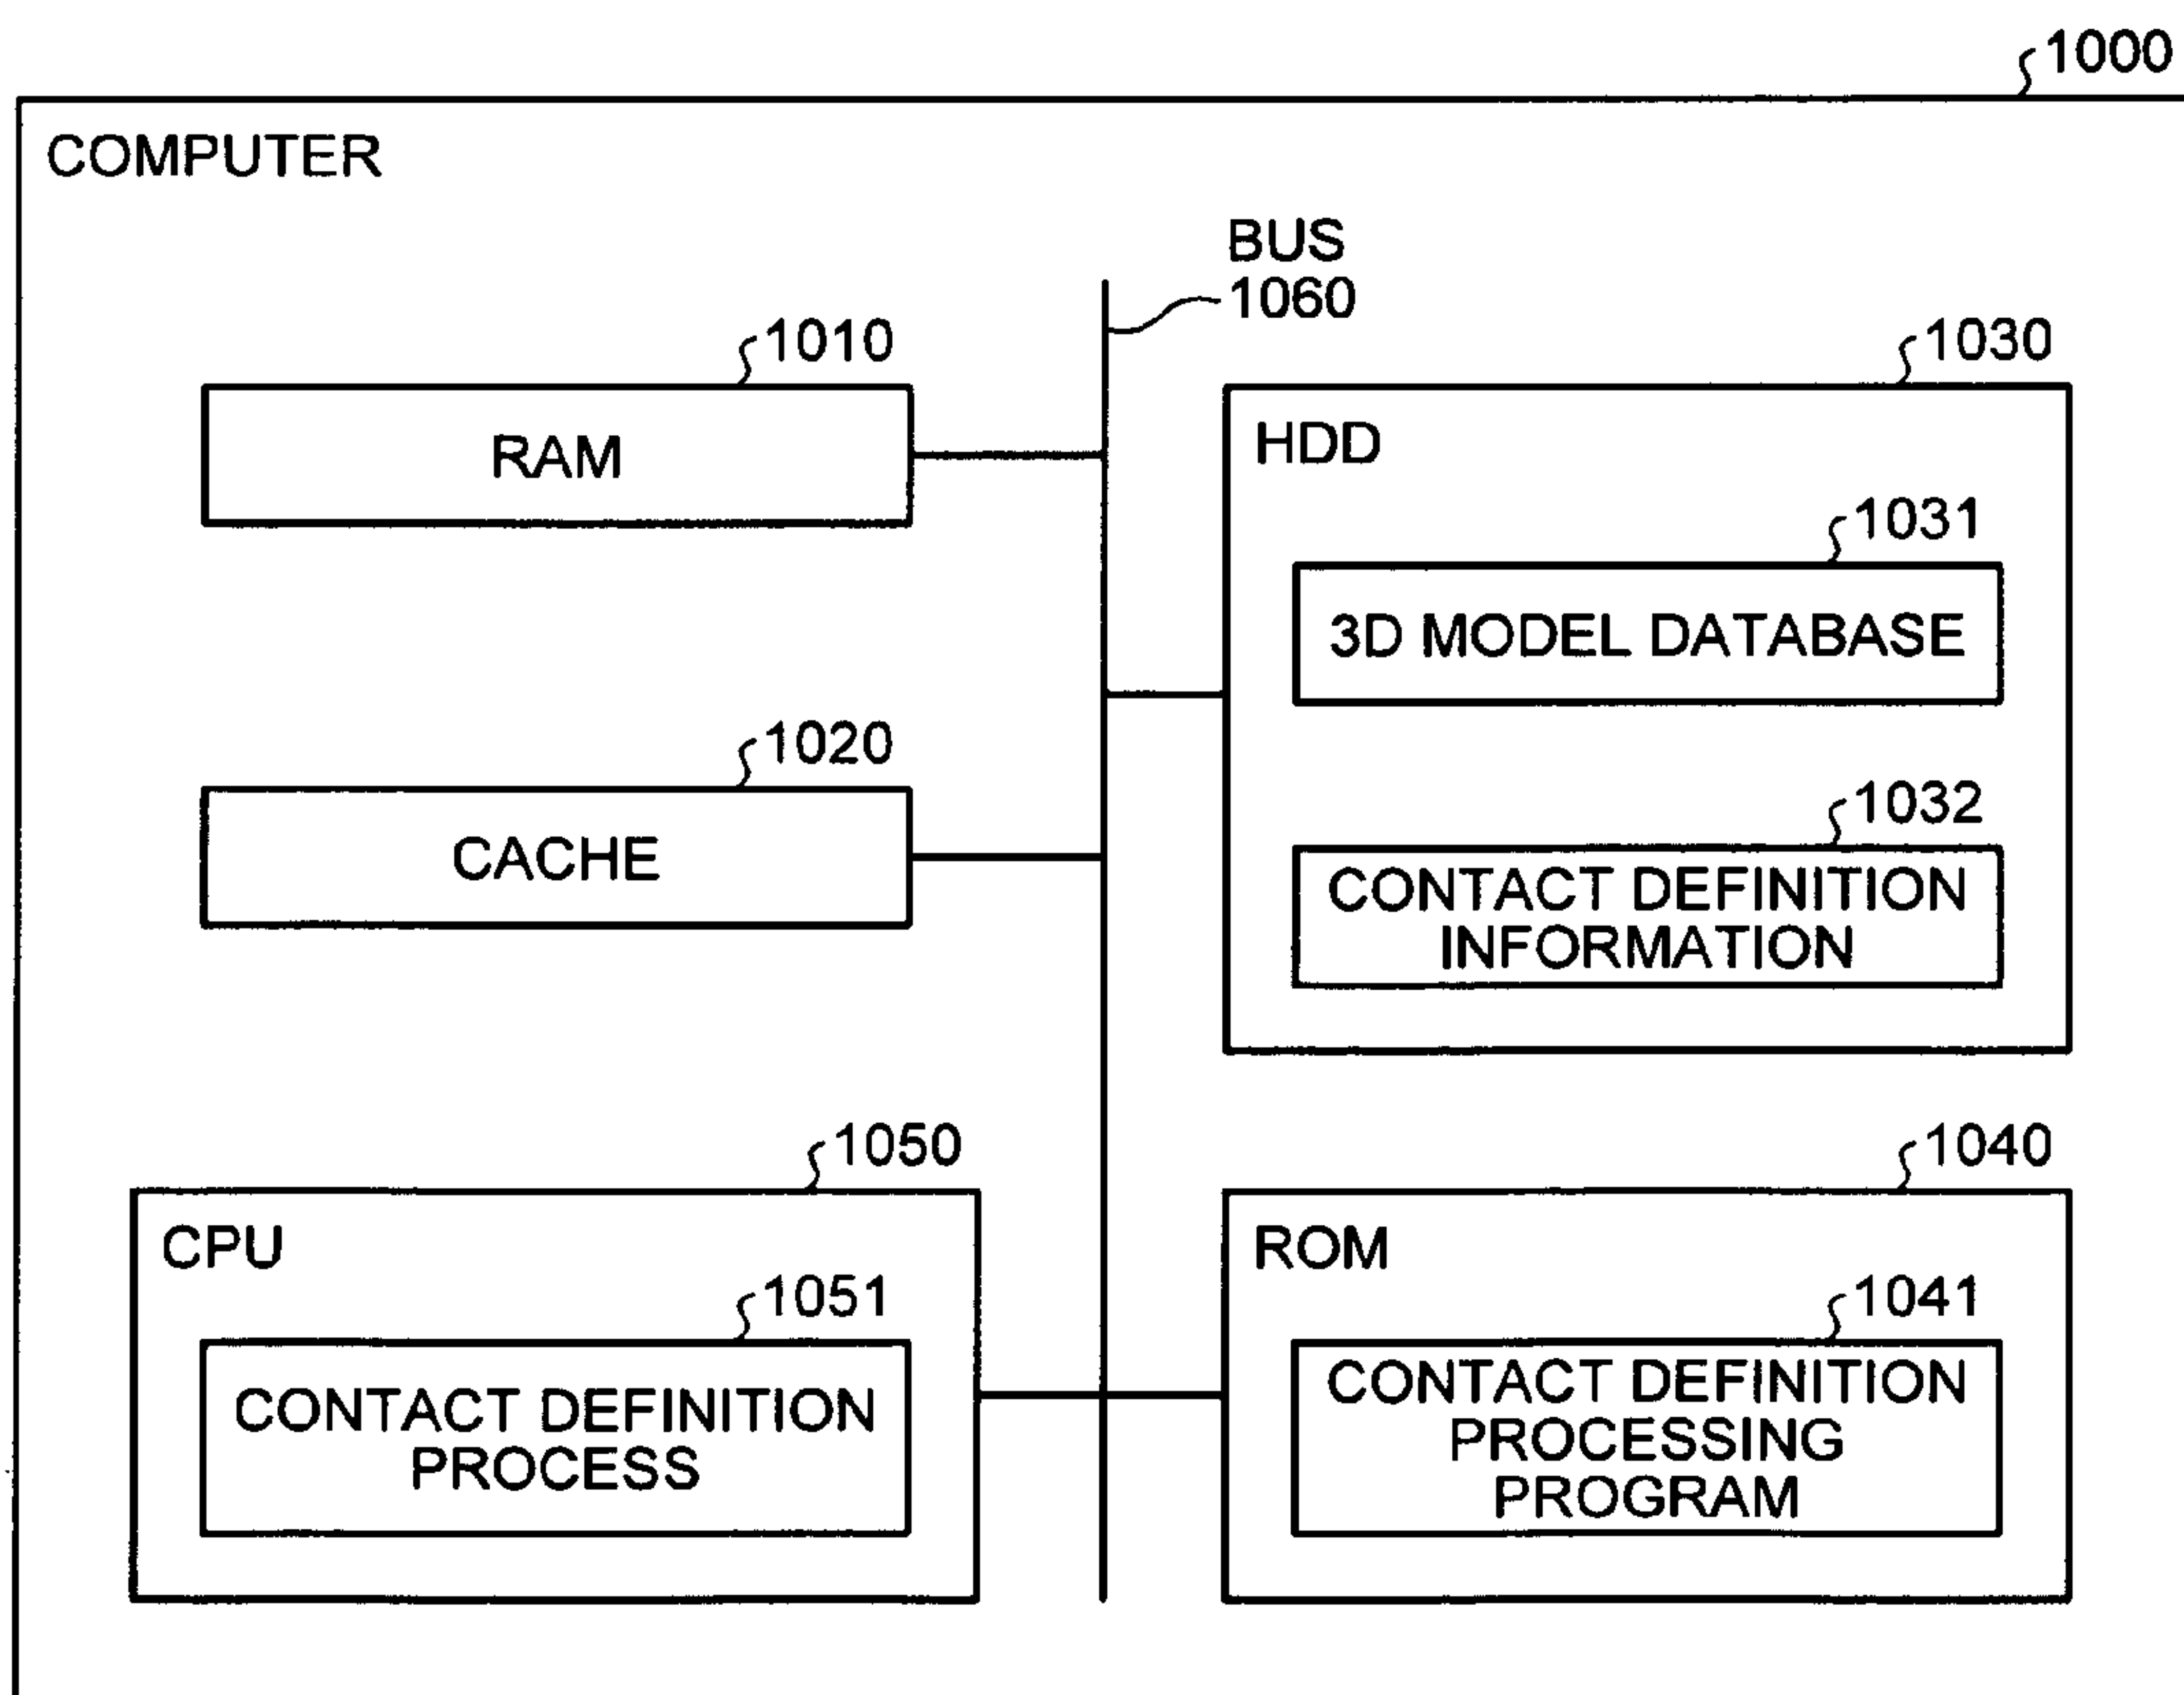 1000
COMPUTER
BUS
1060
1010
RAM
1030
HDD
1031
3D MODEL DATABASE
1020
CACHE
1032
CONTACT DEFINITION
INFORMATION
1050
CPU
1051
CONTACT DEFINITION
PROCESS
1040
ROM
1041
CONTACT DEFINITION
PROCESSING
PROGRAM